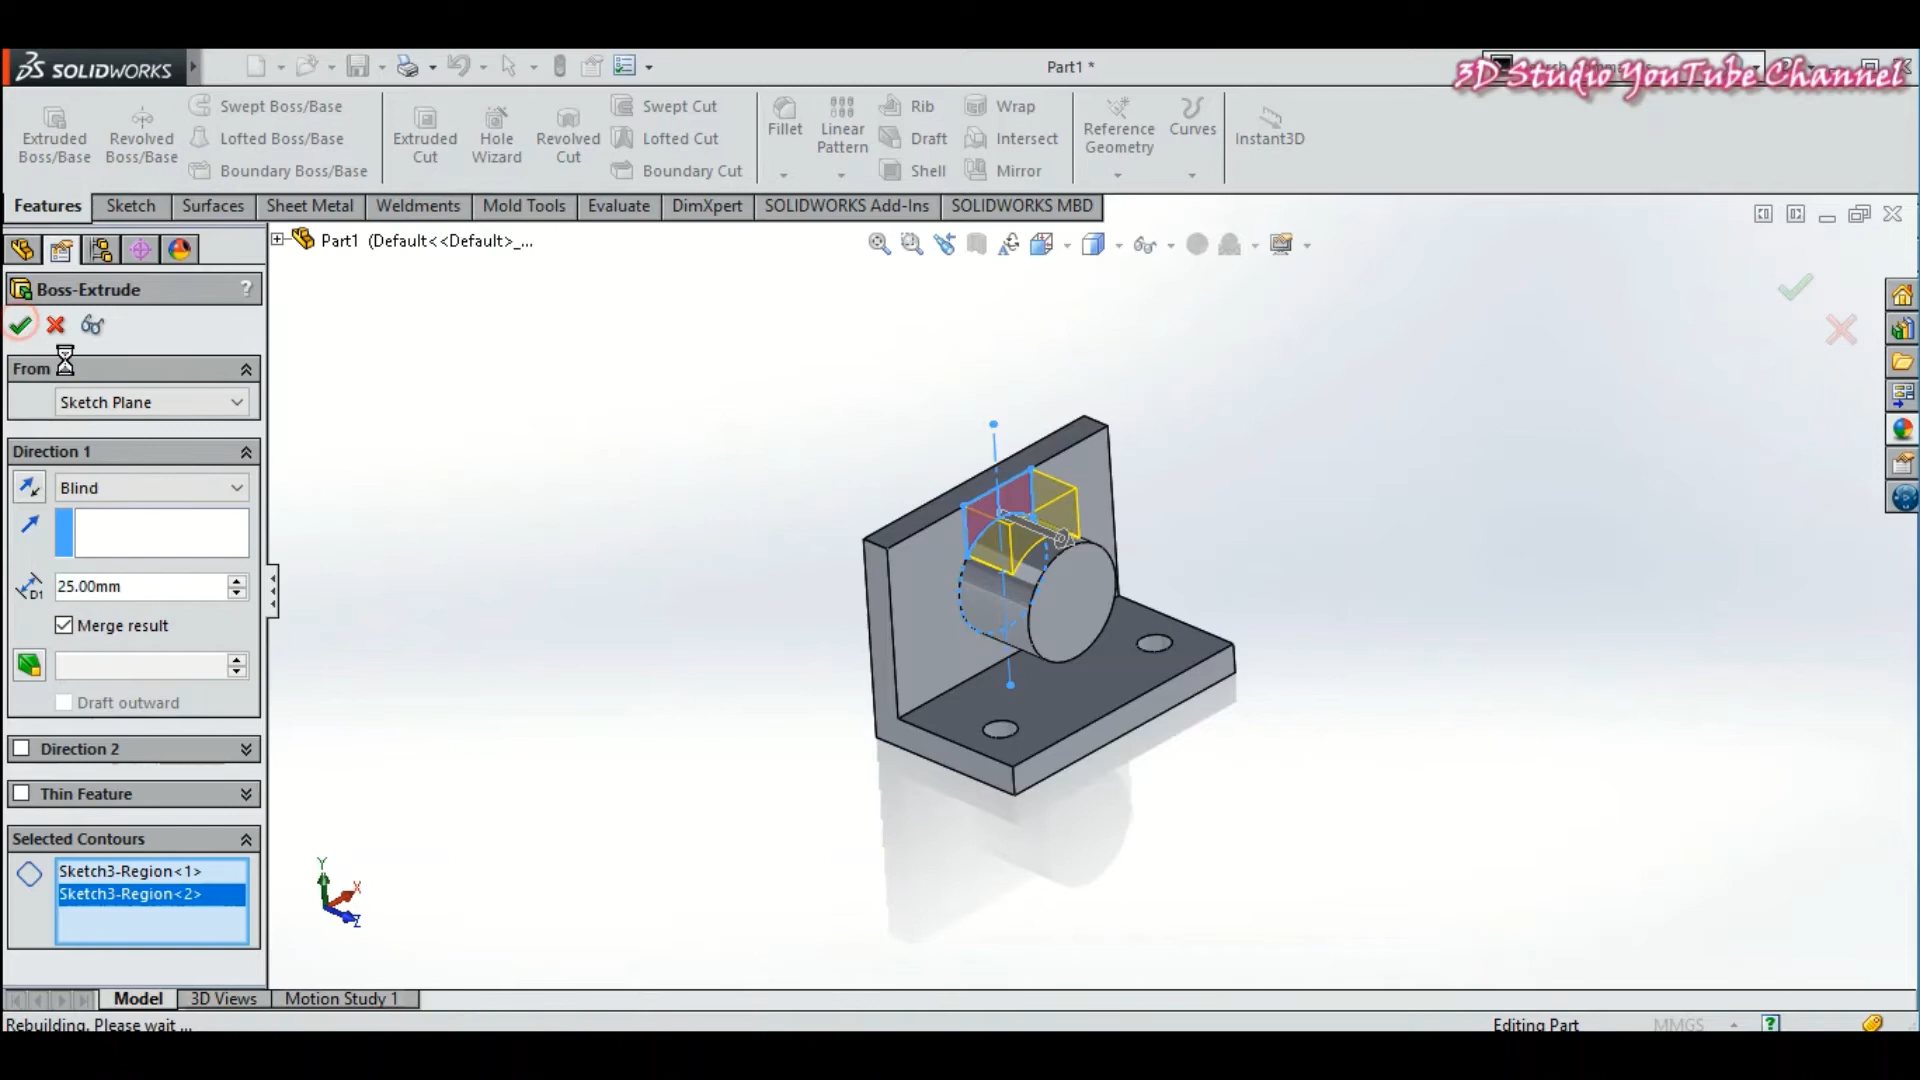 SOLIDWORKS
Part1 *
3D Studio YouTube Channel
Extruded Boss/Base
Revolved Boss/Base
Swept Boss/Base
Lofted Boss/Base
Boundary Boss/Base
Extruded Cut
Hole Wizard
Revolved Cut
Swept Cut
Lofted Cut
Boundary Cut
Fillet
Linear Pattern
Rib
Draft
Shell
Wrap
Intersect
Mirror
Reference Geometry
Curves
Instant3D
Features
Sketch
Surfaces
Sheet Metal
Weldments
Mold Tools
Evaluate
DimXpert
SOLIDWORKS Add-Ins
SOLIDWORKS MBD
Part1 (Default<<Default>_...
Boss-Extrude
?
From
Sketch Plane
Direction 1
Blind
D1
25.00mm
Merge result
Draft outward
Direction 2
Thin Feature
Selected Contours
Sketch3-Region<1>
Sketch3-Region<2>
Y
X
Z
Model
3D Views
Motion Study 1
Rebuilding. Please wait ...
Editing Part
MMGS
?